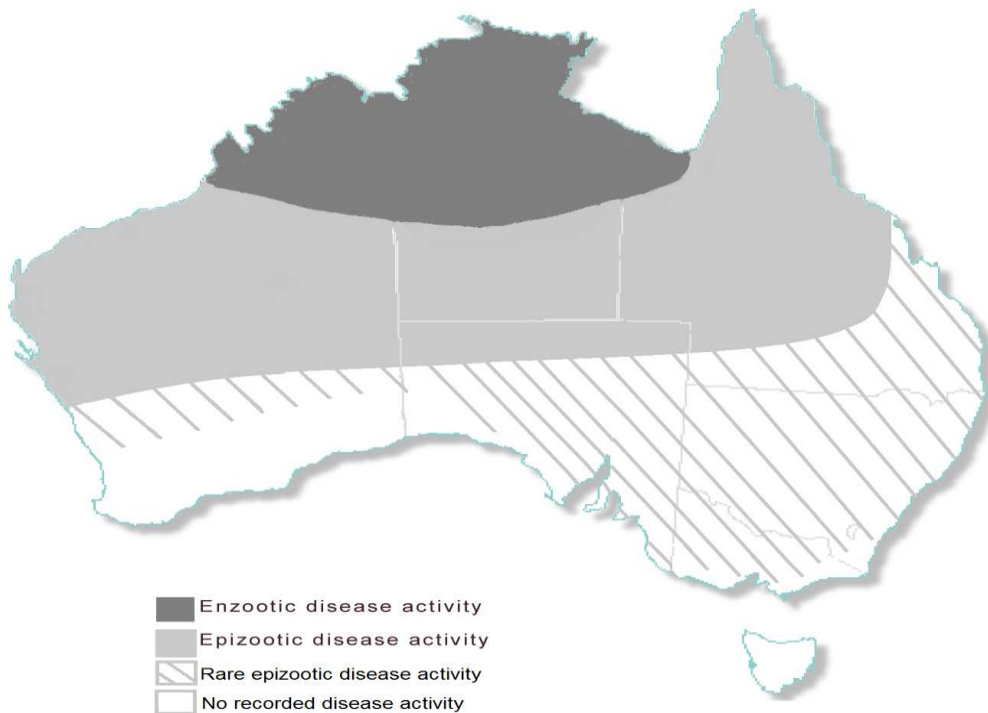 Enzootic disease activity
Epizootic disease activity
Rare epizootic disease activity
No recorded disease activity